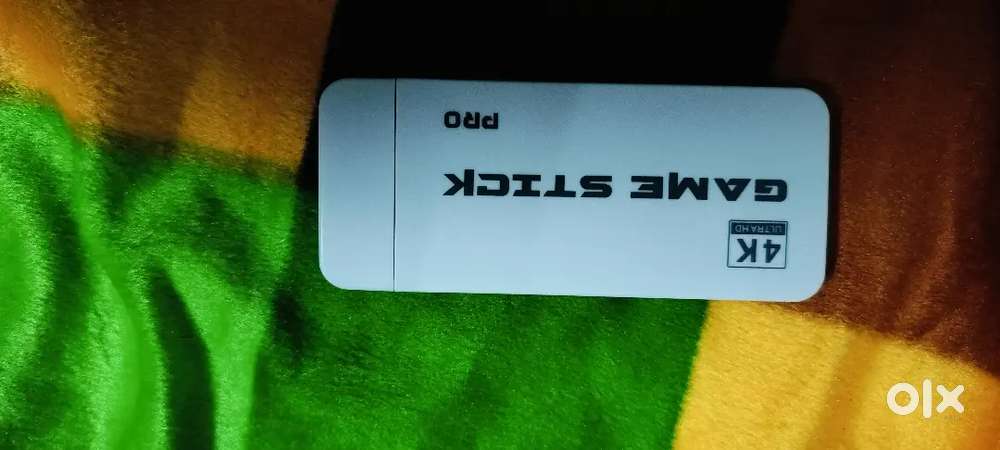 4K
ULTRA HD
GAME STICK
PRO
olx